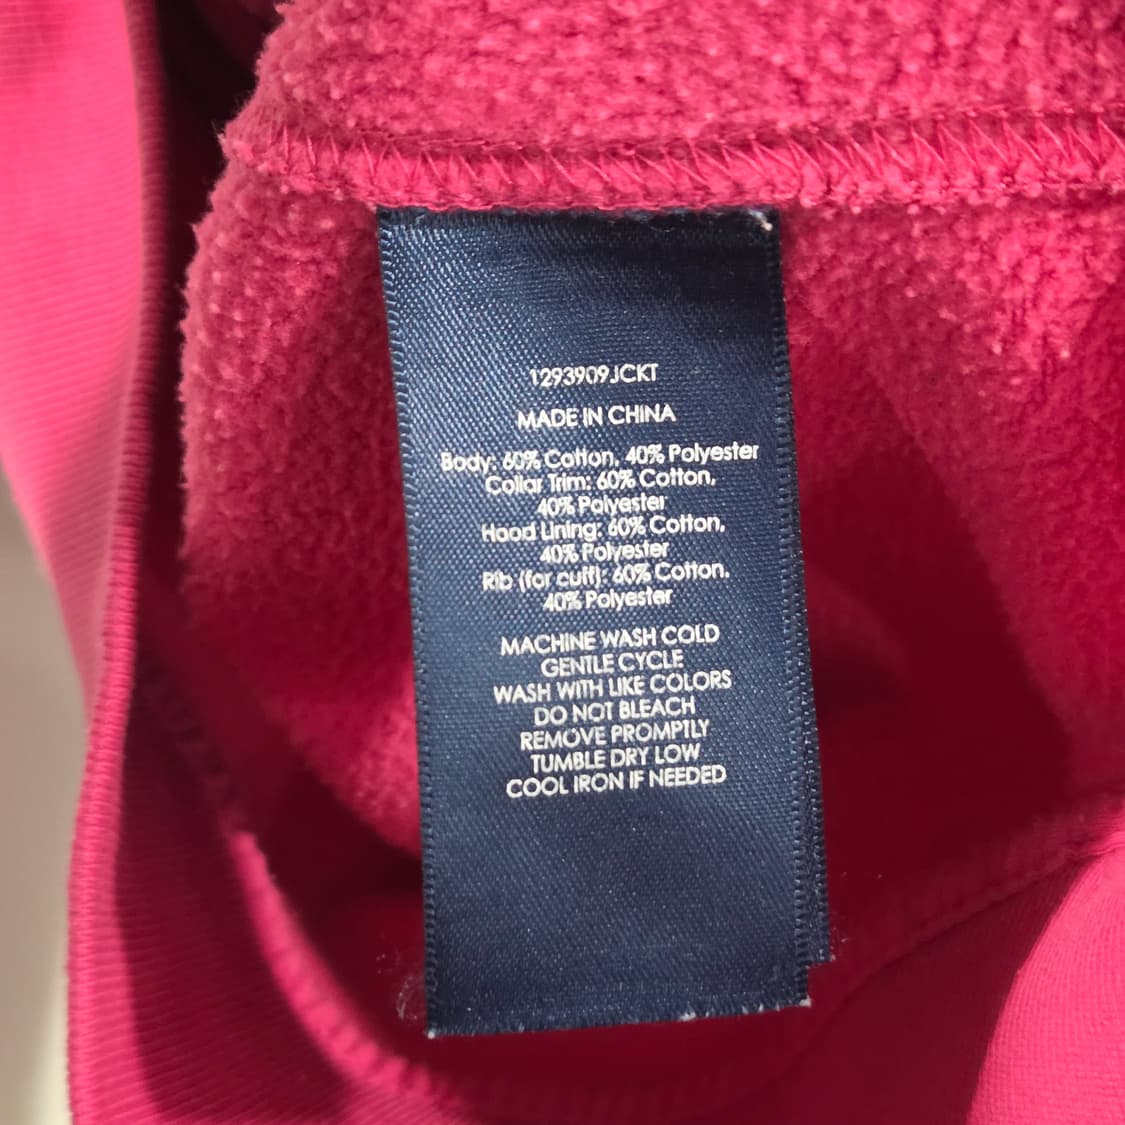 1293909JCKT
MADE IN CHINA
Body: 60% Cotton, 40% Polyester
Collar Trim: 60% Cotton,
40% Polyester
Hood Lining: 60% Cotton,
40% Polyester
Rib (for cuff): 60% Cotton,
40% Polyester
MACHINE WASH COLD
GENTLE CYCLE
WASH WITH LIKE COLORS
DO NOT BLEACH
REMOVE PROMPTLY
TUMBLE DRY LOW
COOL IRON IF NEEDED